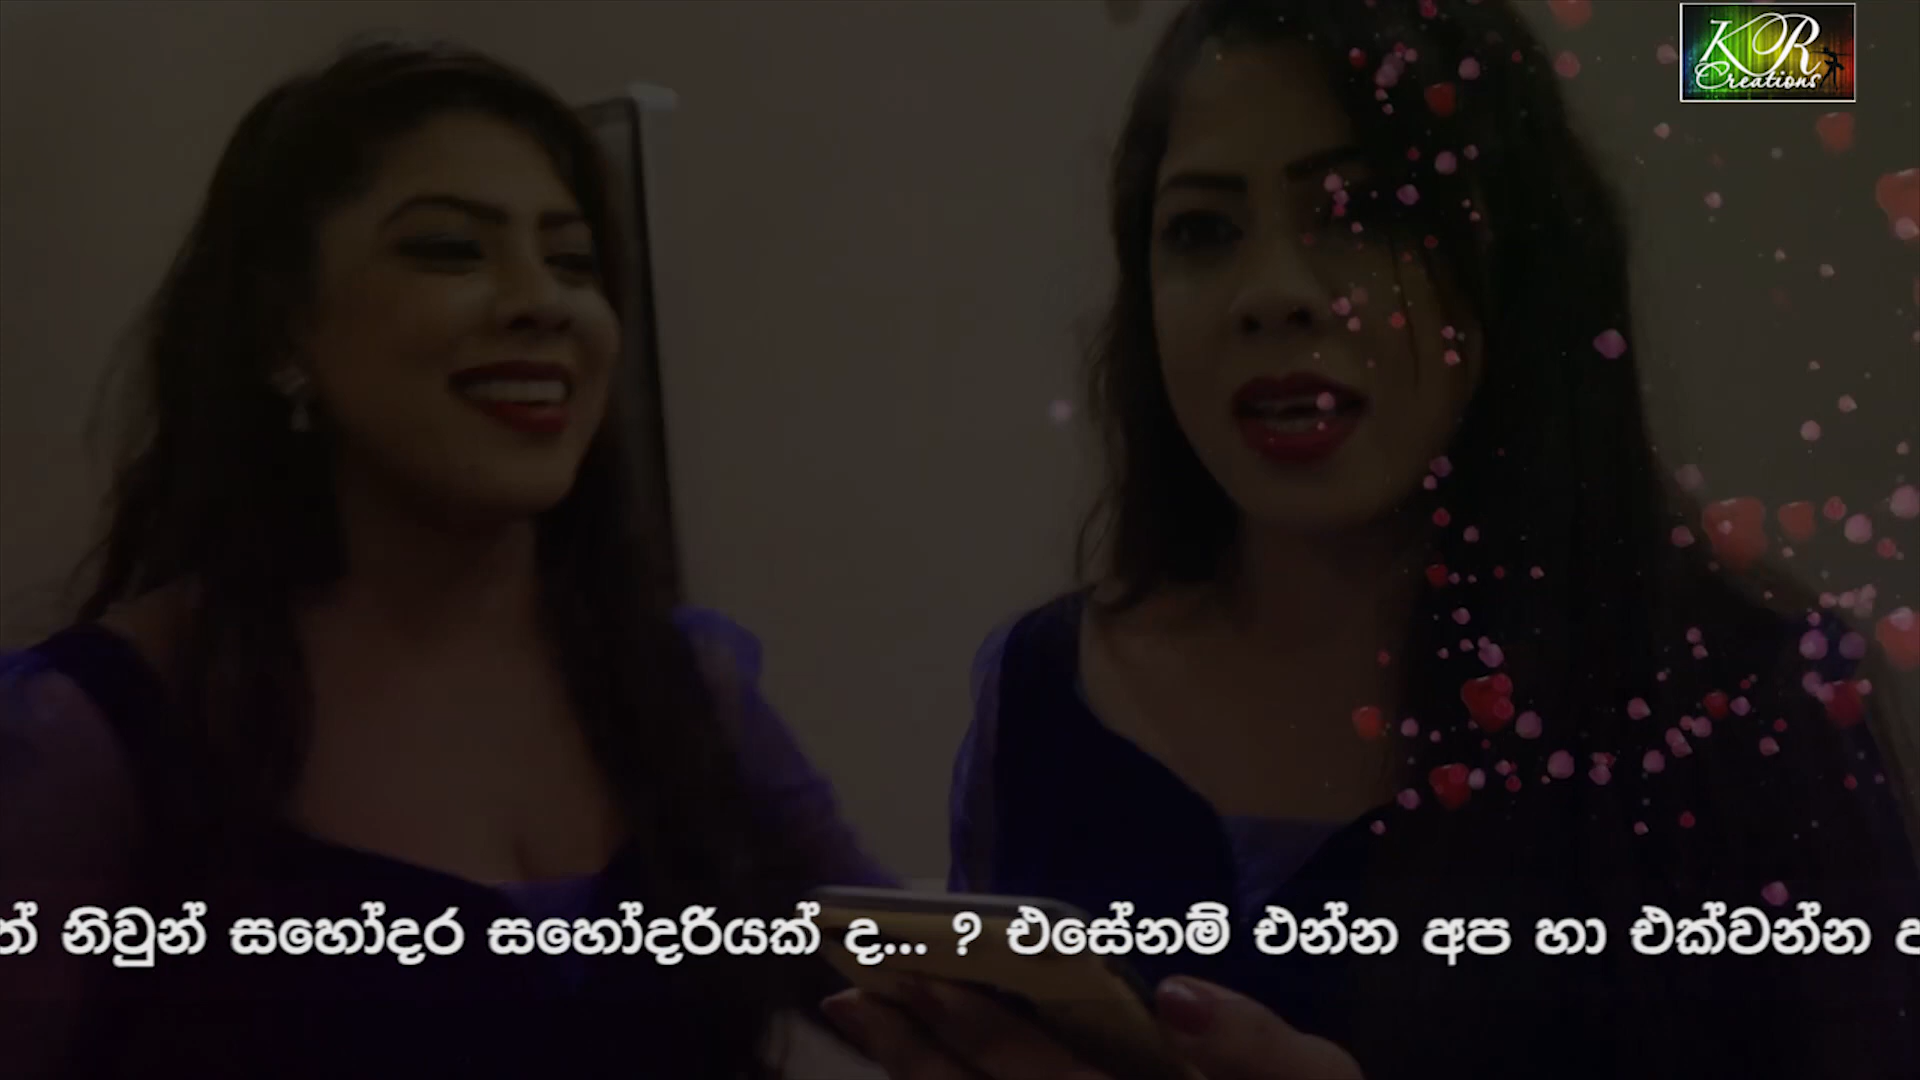 KR
Creations
නිවුන් සහෝදර සහෝදරියක් ද... ? එසේනම් එන්න අප හා එක්වන්න